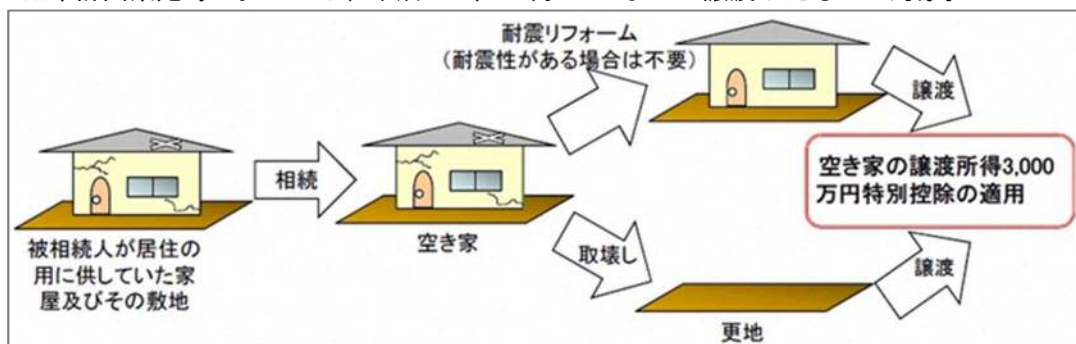 耐震リフォーム
(耐震性がある場合は不要)
譲渡
相続
空き家の譲渡所得3,000
万円特別控除の適用
空き家
取壊し
被相続人が居住の
用に供していた家
屋及びその敷地
譲渡
更地